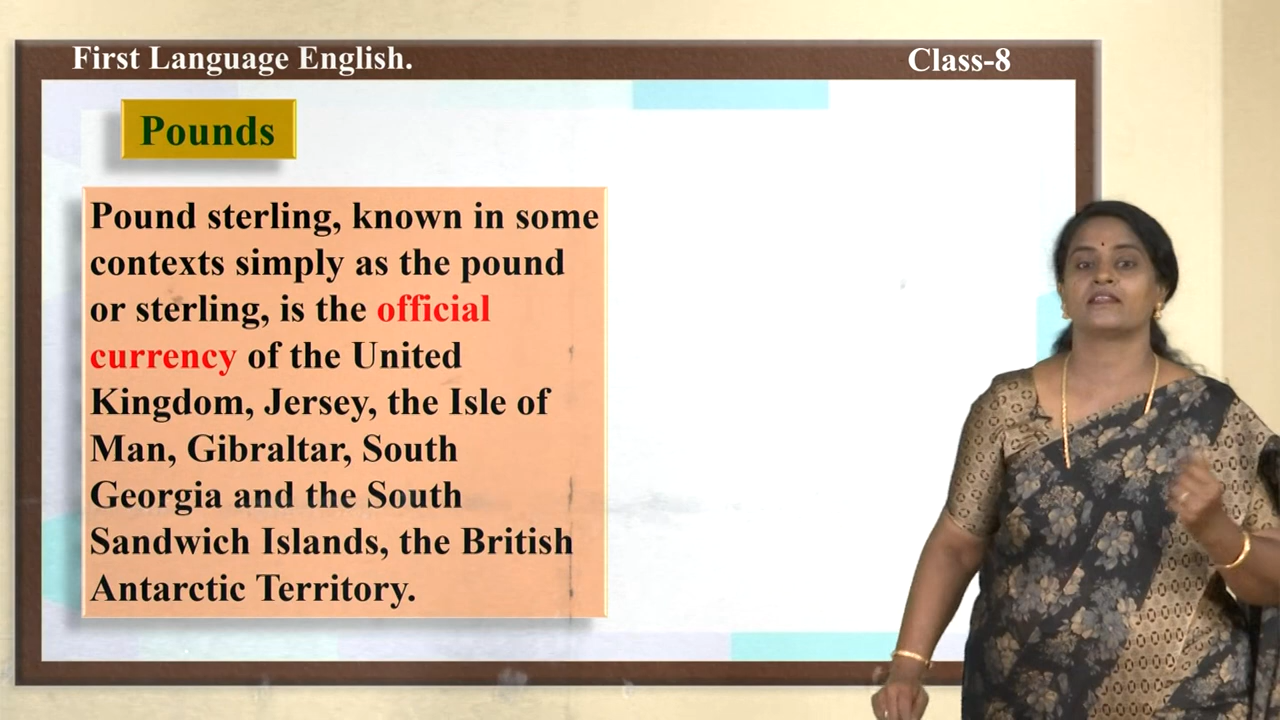 First Language English.
Class-8
Pounds
Pound sterling, known in some
contexts simply as the pound
or sterling, is the official
currency of the United
Kingdom, Jersey, the Isle of
Man, Gibraltar, South
Georgia and the South
Sandwich Islands, the British
Antarctic Territory.